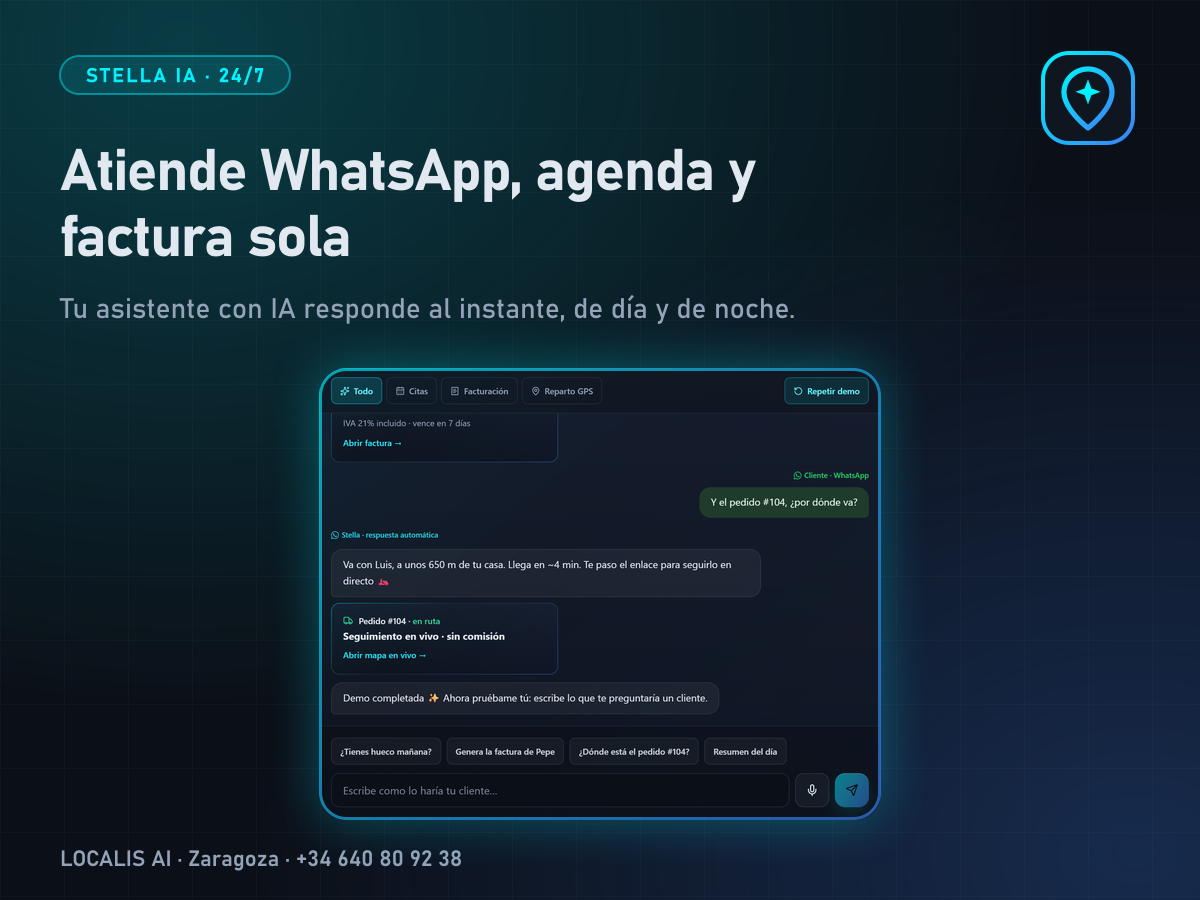 STELLA IA · 24/7
Atiende WhatsApp, agenda y
factura sola
Tu asistente con IA responde al instante, de día y de noche.
Todo
Citas
Facturación
Reparto GPS
Repetir demo
IVA 21% incluido · vence en 7 días
Abrir factura →
Cliente · WhatsApp
Y el pedido #104, ¿por dónde va?
Stella · respuesta automática
Va con Luis, a unos 650 m de tu casa. Llega en ~4 min. Te paso el enlace para seguirlo en
directo 🛵
Pedido #104 · en ruta
Seguimiento en vivo · sin comisión
Abrir mapa en vivo →
Demo completada ✨ Ahora pruébame tú: escribe lo que te preguntaría un cliente.
¿Tienes hueco mañana?
Genera la factura de Pepe
¿Dónde está el pedido #104?
Resumen del día
Escribe como lo haría tu cliente...
LOCALIS AI · Zaragoza · +34 640 80 92 38